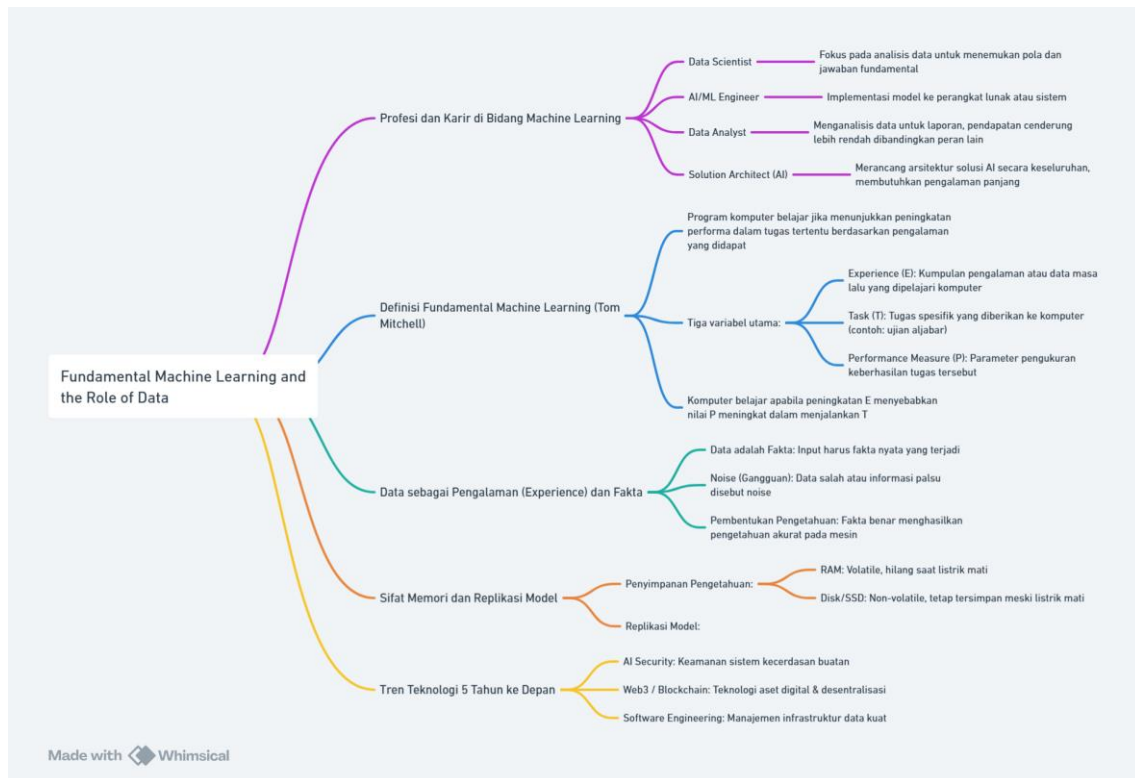 Fundamental Machine Learning and
the Role of Data
Profesi dan Karir di Bidang Machine Learning
Data Scientist
Fokus pada analisis data untuk menemukan pola dan
jawaban fundamental
AI/ML Engineer
Implementasi model ke perangkat lunak atau sistem
Data Analyst
Menganalisis data untuk laporan, pendapatan cenderung
lebih rendah dibandingkan peran lain
Solution Architect (AI)
Merancang arsitektur solusi AI secara keseluruhan,
membutuhkan pengalaman panjang
Definisi Fundamental Machine Learning (Tom
Mitchell)
Program komputer belajar jika menunjukkan peningkatan
performa dalam tugas tertentu berdasarkan pengalaman
yang didapat
Tiga variabel utama:
Experience (E): Kumpulan pengalaman atau data masa
lalu yang dipelajari komputer
Task (T): Tugas spesifik yang diberikan ke komputer
(contoh: ujian aljabar)
Performance Measure (P): Parameter pengukuran
keberhasilan tugas tersebut
Komputer belajar apabila peningkatan E menyebabkan
nilai P meningkat dalam menjalankan T
Data sebagai Pengalaman (Experience) dan Fakta
Data adalah Fakta: Input harus fakta nyata yang terjadi
Noise (Gangguan): Data salah atau informasi palsu
disebut noise
Pembentukan Pengetahuan: Fakta benar menghasilkan
pengetahuan akurat pada mesin
Sifat Memori dan Replikasi Model
Penyimpanan Pengetahuan:
RAM: Volatile, hilang saat listrik mati
Disk/SSD: Non-volatile, tetap tersimpan meski listrik mati
Replikasi Model:
Tren Teknologi 5 Tahun ke Depan
AI Security: Keamanan sistem kecerdasan buatan
Web3 / Blockchain: Teknologi aset digital & desentralisasi
Software Engineering: Manajemen infrastruktur data kuat
Made with Whimsical